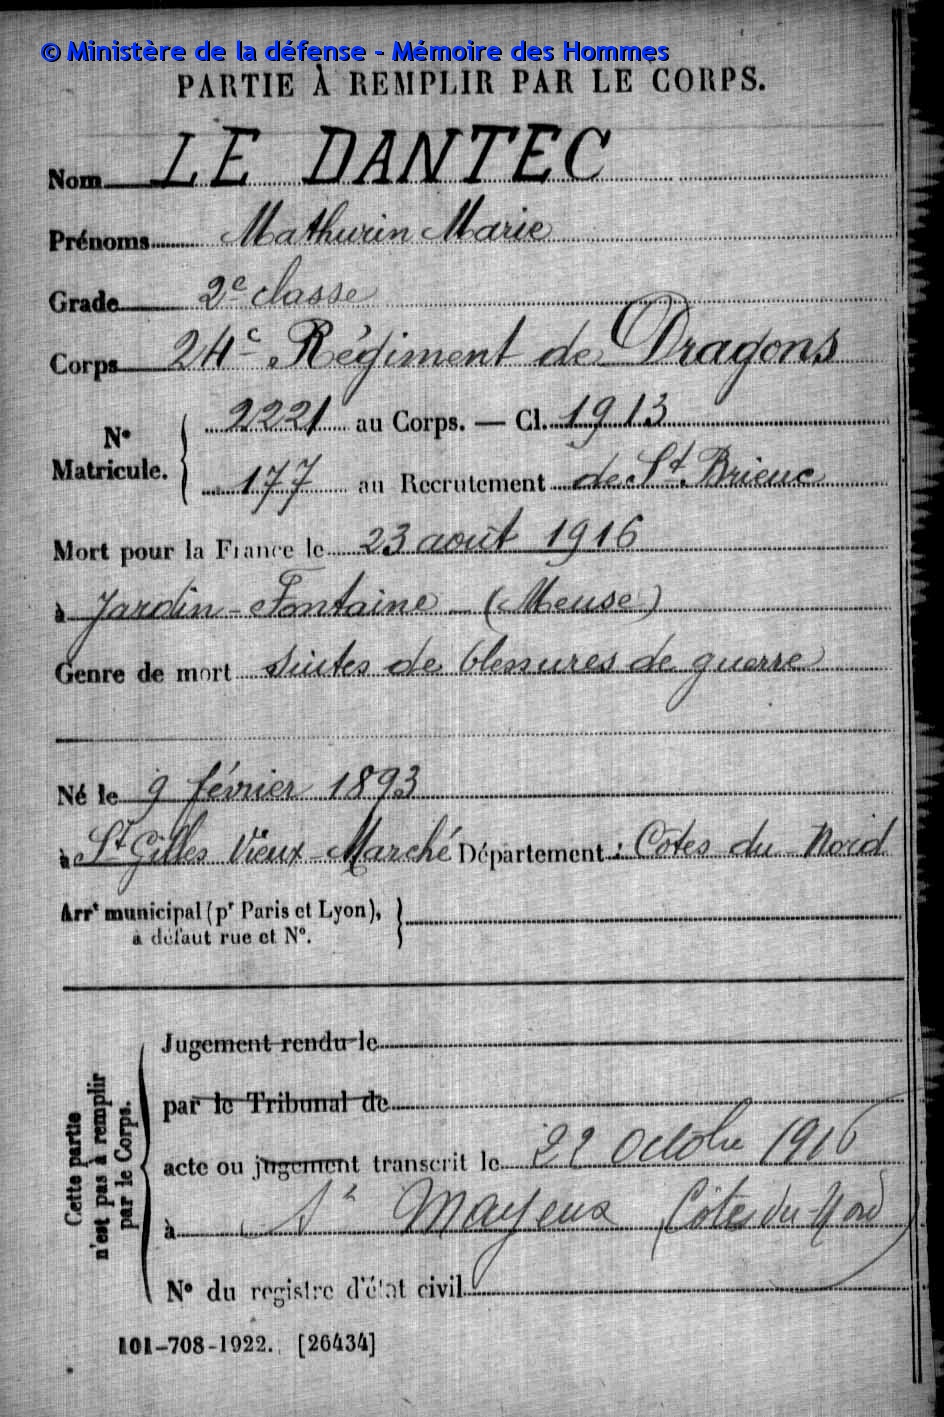 © Ministère de la défense - Mémoire des Hommes
PARTIE À REMPLIR PAR LE CORPS.
Nom LE DANTEC
Prénoms Mathurin Marie
Grade 2e classe
Corps 24e Régiment de Dragons
N° Matricule. 2221 au Corps. — Cl. 1913
177 au Recrutement de St. Brieuc
Mort pour la France le 23 août 1916
à Jardin-Fontaine - (Meuse)
Genre de mort suites de blessures de guerre
Né le 9 février 1893
à St Gilles Vieux-Marché Département : Côtes du Nord
Arrt municipal (pr Paris et Lyon), à défaut rue et N°.
Cette partie n'est pas à remplir par le Corps.
Jugement rendu le
par le Tribunal de
acte ou jugement transcrit le 22 Octobre 1916
à St Mayeux (Côtes du Nord)
N° du registre d'état civil
101-708-1922. [26434]